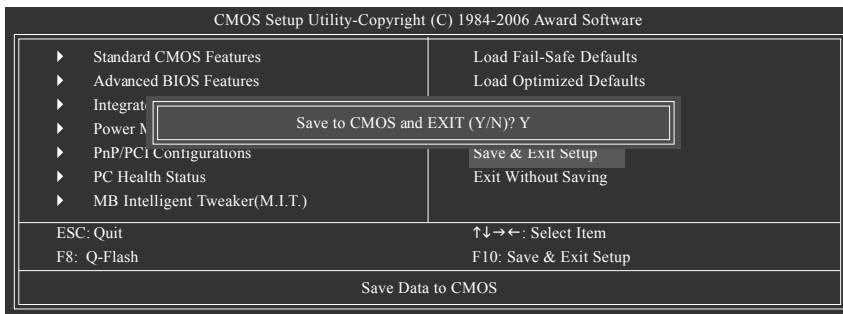 CMOS Setup Utility-Copyright (C) 1984-2006 Award Software
Standard CMOS Features
Advanced BIOS Features
Power M
PnP/PCI Configurations
PC Health Status
MB Intelligent Tweaker(M.I.T.)
Load Fail-Safe Defaults
Load Optimized Defaults
Save to CMOS and EXIT (Y/N)? Y
Save & Exit Setup
Exit Without Saving
ESC: Quit
↑↓→←: Select Item
F8: Q-Flash
F10: Save & Exit Setup
Save Data to CMOS